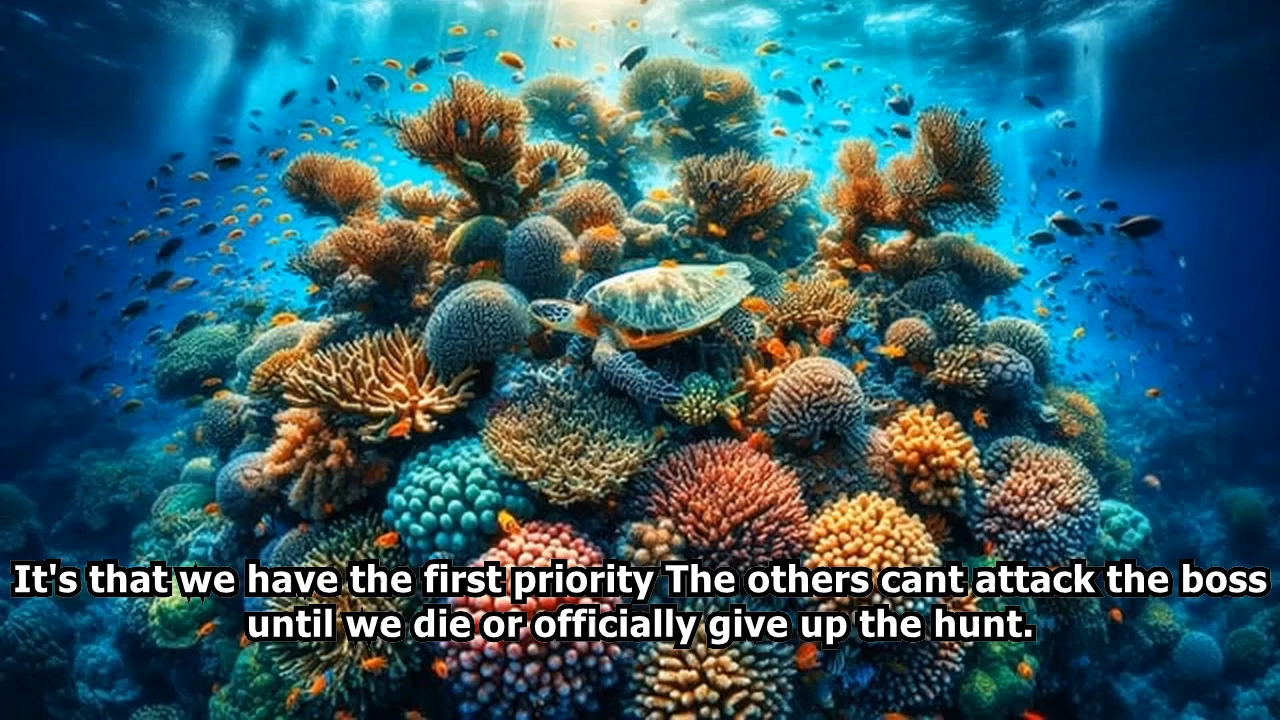 It's that we have the first priority The others cant attack the boss
until we die or officially give up the hunt.